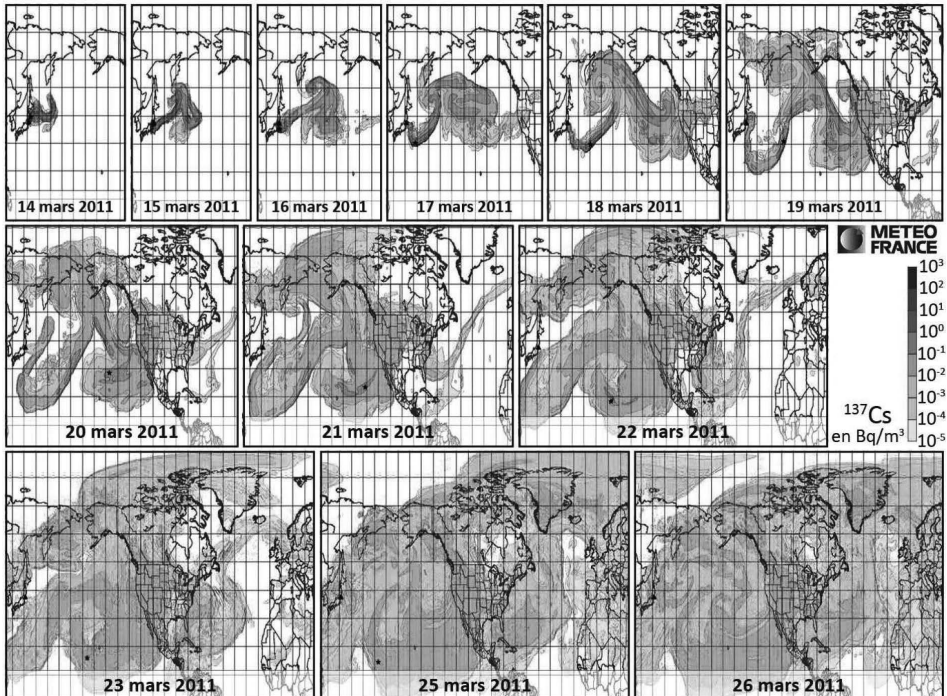 14 mars 2011
15 mars 2011
16 mars 2011
17 mars 2011
18 mars 2011
19 mars 2011
20 mars 2011
21 mars 2011
22 mars 2011
METEO
FRANCE
10³
10²
10¹
10⁰
10⁻¹
10⁻²
10⁻³
10⁻⁴
10⁻⁵
¹³⁷Cs
en Bq/m³
23 mars 2011
25 mars 2011
26 mars 2011